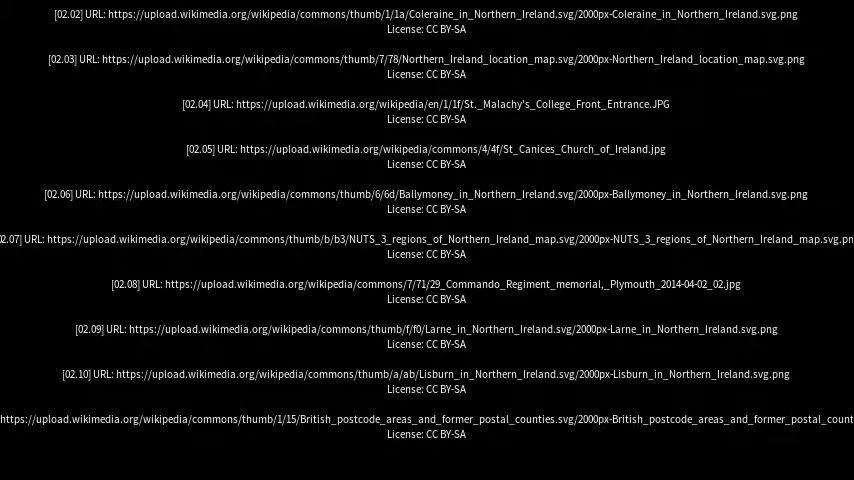 [02.02] URL: https://upload.wikimedia.org/wikipedia/commons/thumb/1/1a/Coleraine_in_Northern_Ireland.svg/2000px-Coleraine_in_Northern_Ireland.svg.png
License: CC BY-SA
[02.03] URL: https://upload.wikimedia.org/wikipedia/commons/thumb/7/78/Northern_Ireland_location_map.svg/2000px-Northern_Ireland_location_map.svg.png
License: CC BY-SA
[02.04] URL: https://upload.wikimedia.org/wikipedia/en/1/1f/St._Malachy's_College_Front_Entrance.JPG
License: CC BY-SA
[02.05] URL: https://upload.wikimedia.org/wikipedia/commons/4/4f/St_Canices_Church_of_Ireland.jpg
License: CC BY-SA
[02.06] URL: https://upload.wikimedia.org/wikipedia/commons/thumb/6/6d/Ballymoney_in_Northern_Ireland.svg/2000px-Ballymoney_in_Northern_Ireland.svg.png
License: CC BY-SA
02.07] URL: https://upload.wikimedia.org/wikipedia/commons/thumb/b/b3/NUTS_3_regions_of_Northern_Ireland_map.svg/2000px-NUTS_3_regions_of_Northern_Ireland_map.svg.pn
License: CC BY-SA
[02.08] URL: https://upload.wikimedia.org/wikipedia/commons/7/71/29_Commando_Regiment_memorial,_Plymouth_2014-04-02_02.jpg
License: CC BY-SA
[02.09] URL: https://upload.wikimedia.org/wikipedia/commons/thumb/f/f0/Larne_in_Northern_Ireland.svg/2000px-Larne_in_Northern_Ireland.svg.png
License: CC BY-SA
[02.10] URL: https://upload.wikimedia.org/wikipedia/commons/thumb/a/ab/Lisburn_in_Northern_Ireland.svg/2000px-Lisburn_in_Northern_Ireland.svg.png
License: CC BY-SA
https://upload.wikimedia.org/wikipedia/commons/thumb/1/15/British_postcode_areas_and_former_postal_counties.svg/2000px-British_postcode_areas_and_former_postal_count
License: CC BY-SA